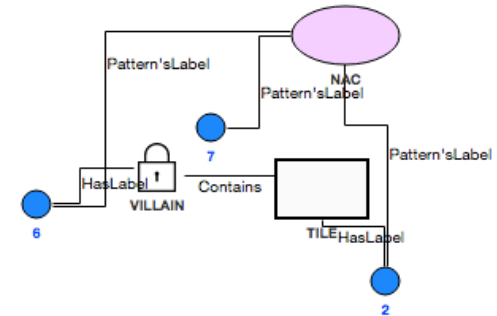 Pattern'sLabel
NAC
Pattern'sLabel
7
Pattern'sLabel
HasLabel
Contains
VILLAIN
6
TILE
HasLabel
2